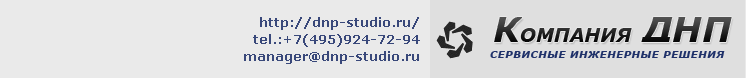 http://dnp-studio.ru/
tel.:+7(495)924-72-94
manager@dnp-studio.ru
Компания ДНП
СЕРВИСНЫЕ ИНЖЕНЕРНЫЕ РЕШЕНИЯ